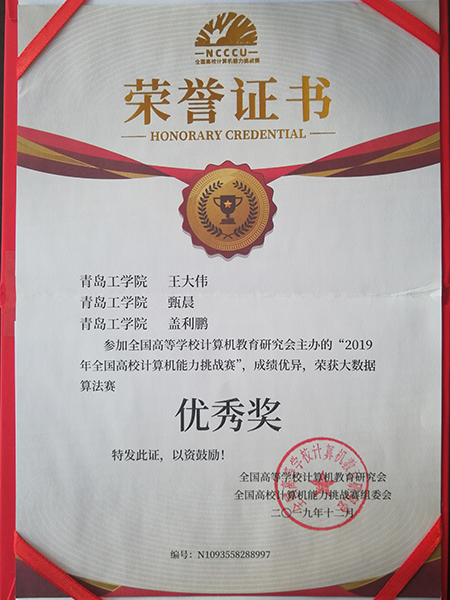 NCCCU
全国高校计算机能力挑战赛
荣誉证书
HONORARY CREDENTIAL
青岛工学院 王大伟
青岛工学院 甄晨
青岛工学院 盖利鹏
参加全国高等学校计算机教育研究会主办的“2019
年全国高校计算机能力挑战赛”,成绩优异,荣获大数据
算法赛
优秀奖
特发此证,以资鼓励!
全国高等学校计算机教育研究会
全国高校计算机能力挑战赛组委会
二〇一九年十二月
编号:N1093558288997